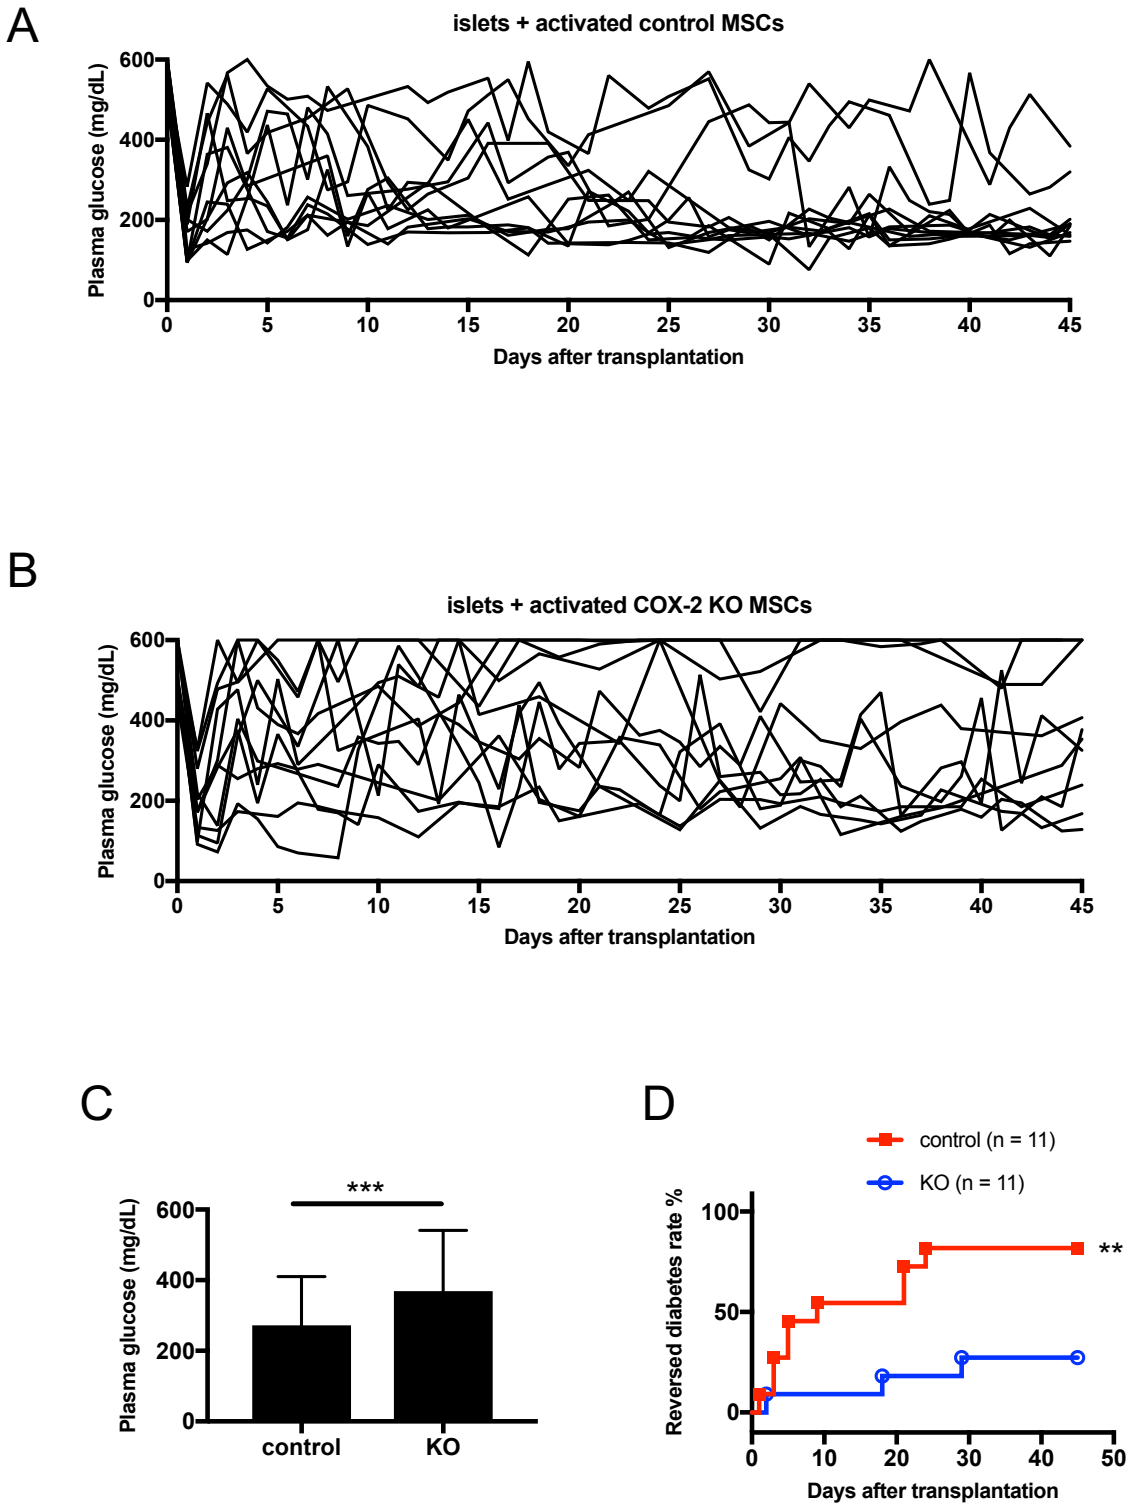 A
islets + activated control MSCs
Plasma glucose (mg/dL)
600
400
200
0
0 5 10 15 20 25 30 35 40 45
Days after transplantation
B
islets + activated COX-2 KO MSCs
Plasma glucose (mg/dL)
600
400
200
0
0 5 10 15 20 25 30 35 40 45
Days after transplantation
C
***
Plasma glucose (mg/dL)
600
400
200
0
control KO
D
control (n = 11)
KO (n = 11)
Reversed diabetes rate %
100
50
0
**
0 10 20 30 40 50
Days after transplantation